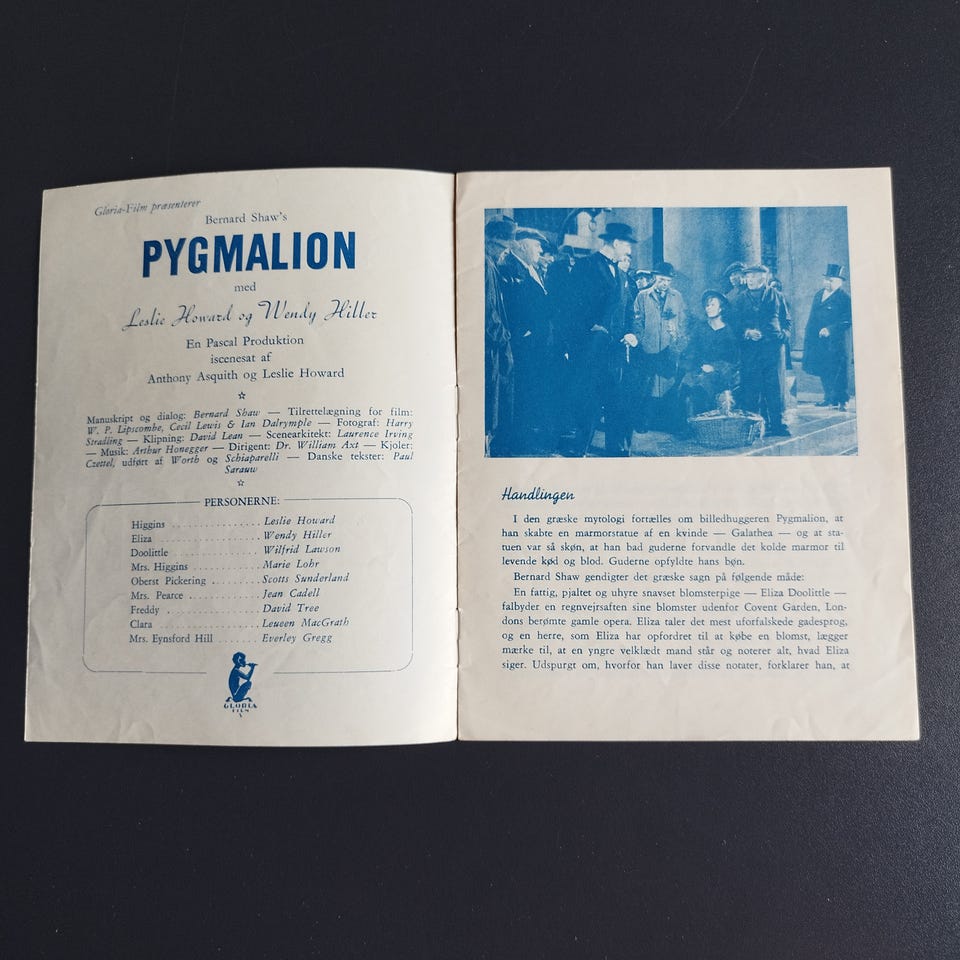 Gloria-Film præsenterer
Bernard Shaw's
PYGMALION
med
Leslie Howard og Wendy Hiller
En Pascal Produktion
iscenesat af
Anthony Asquith og Leslie Howard
Manuskript og dialog: Bernard Shaw — Tilrettelægning for film:
W. P. Lipscombe, Cecil Lewis & Ian Dalrymple — Fotograf: Harry
Stradling — Klipning: David Lean — Scenearkitekt: Laurence Irving
— Musik: Arthur Honegger — Dirigent: Dr. William Axt — Kjoler:
Czettel, udført af Worth og Schiaparelli — Danske tekster: Paul
Sarauw
PERSONERNE:
Higgins ................ Leslie Howard
Eliza ................ Wendy Hiller
Doolittle ................ Wilfrid Lawson
Mrs. Higgins ............ Marie Lohr
Oberst Pickering .......... Scotts Sunderland
Mrs. Pearce ............ Jean Cadell
Freddy ................ David Tree
Clara ................ Leueen MacGrath
Mrs. Eynsford Hill ....... Everley Gregg
GLORIA
FILM
Handlingen
I den græske mytologi fortælles om billedhuggeren Pygmalion, at
han skabte en marmorstatue af en kvinde — Galathea — og at sta-
tuen var så skøn, at han bad guderne forvandle det kolde marmor til
levende kød og blod. Guderne opfyldte hans bøn.
Bernard Shaw gendigter det græske sagn på følgende måde:
En fattig, pjaltet og uhyre snavset blomsterpige — Eliza Doolittle —
falbyder en regnvejrsaften sine blomster udenfor Covent Garden, Lon-
dons berømte gamle opera. Eliza taler det mest uforfalskede gadesprog,
og en herre, som Eliza har opfordret til at købe en blomst, lægger
mærke til, at en yngre velklædt mand står og noterer alt, hvad Eliza
siger. Udspurgt om, hvorfor han laver disse notater, forklarer han, at